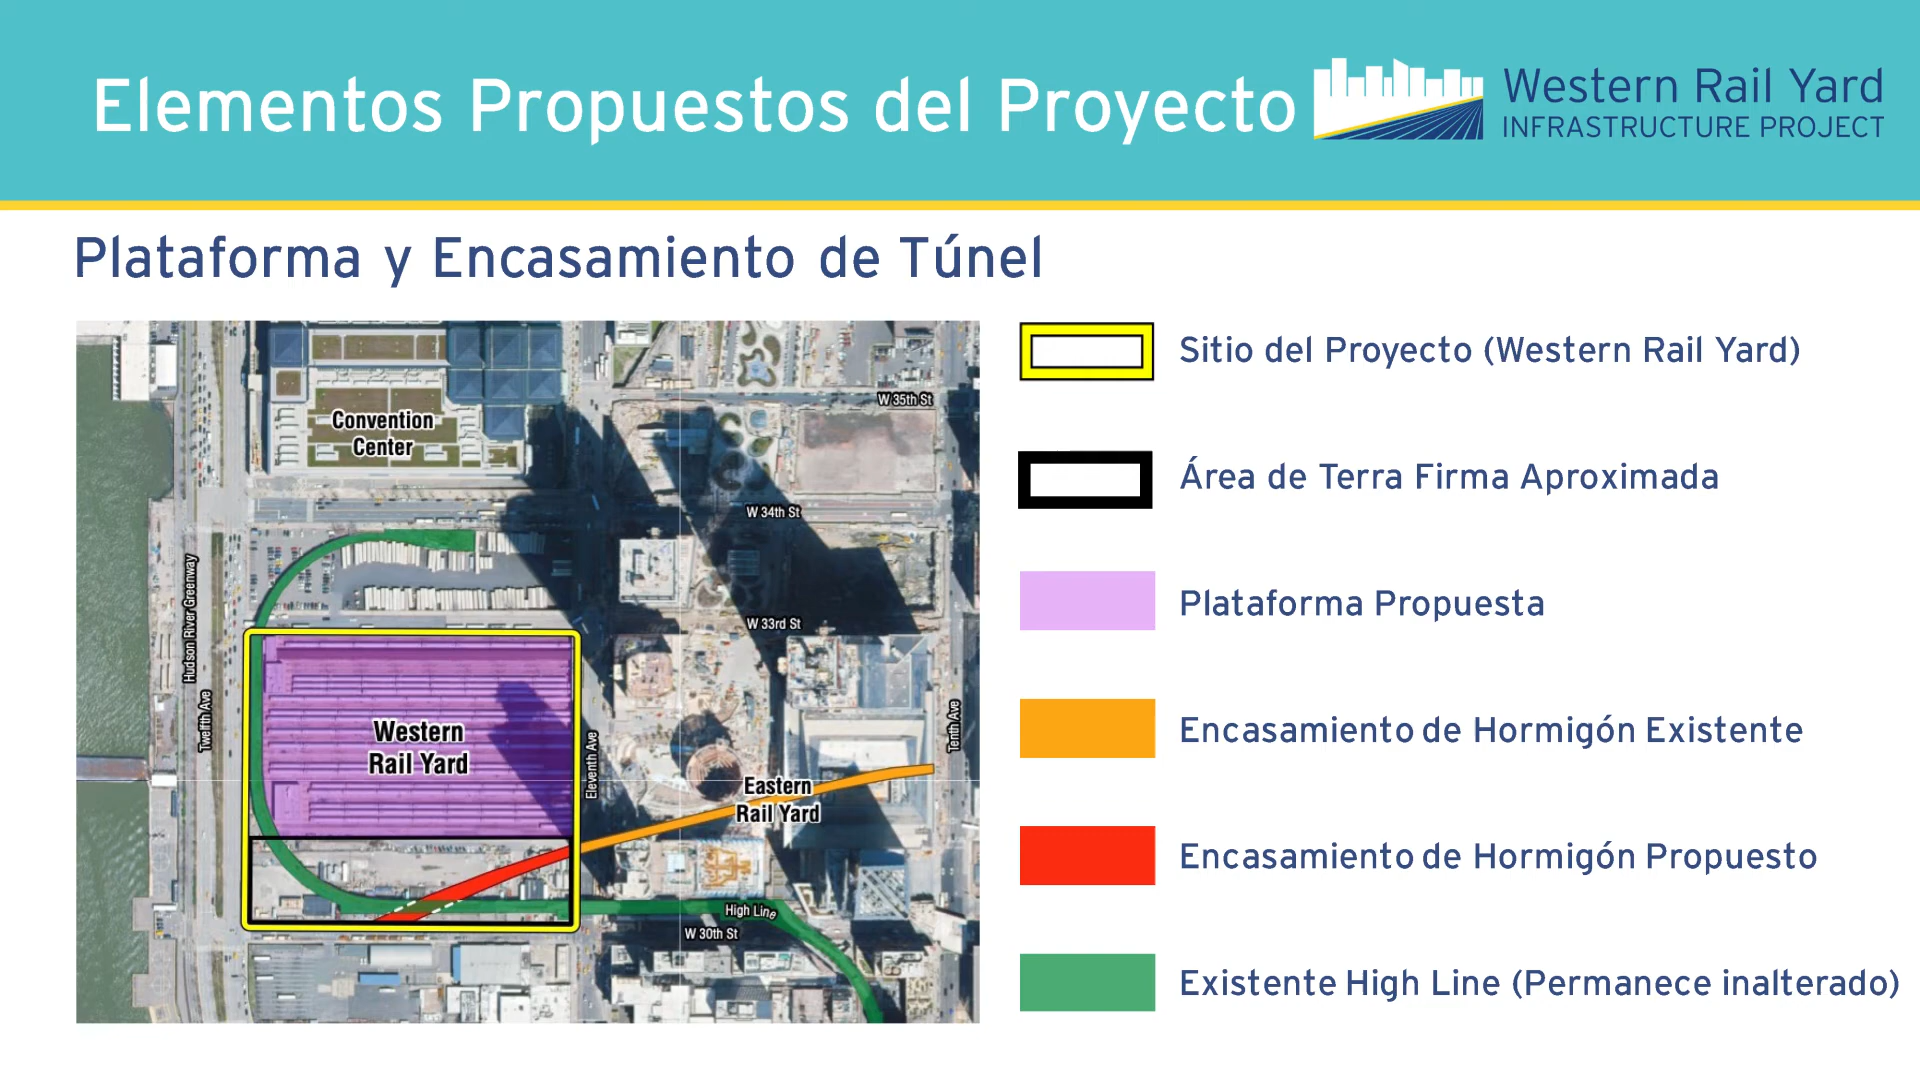 Elementos Propuestos del Proyecto
Western Rail Yard
INFRASTRUCTURE PROJECT
Plataforma y Encasamiento de Túnel
Convention
Center
W 35th St
W 34th St
W 33rd St
Hudson River Greenway
Twelfth Ave
Western
Rail Yard
Eleventh Ave
Tenth Ave
Eastern
Rail Yard
High Line
W 30th St
Sitio del Proyecto (Western Rail Yard)
Área de Terra Firma Aproximada
Plataforma Propuesta
Encasamiento de Hormigón Existente
Encasamiento de Hormigón Propuesto
Existente High Line (Permanece inalterado)